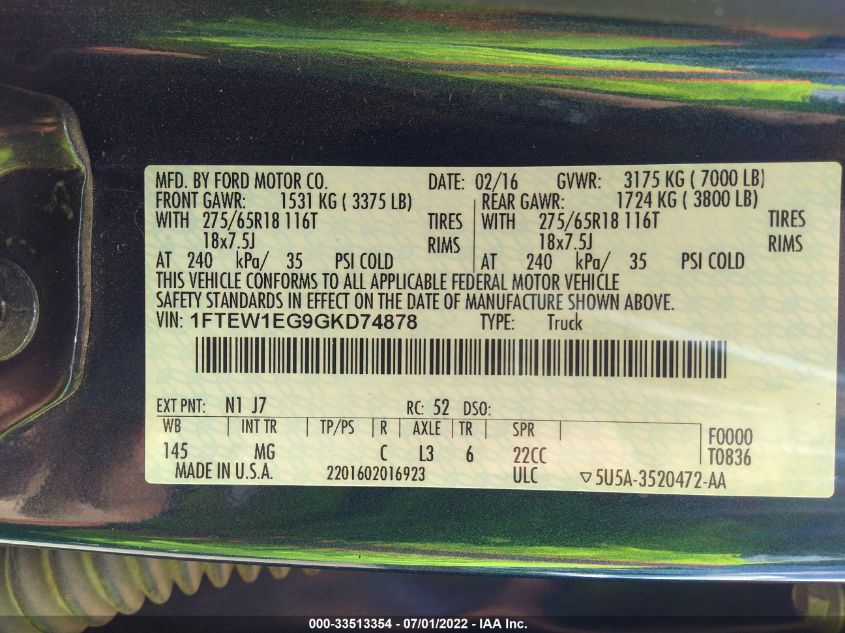 MFD. BY FORD MOTOR CO. DATE: 02/16 GVWR: 3175 KG ( 7000 LB)
FRONT GAWR: 1531 KG ( 3375 LB) REAR GAWR: 1724 KG ( 3800 LB)
WITH 275/65R18 116T TIRES WITH 275/65R18 116T TIRES
18x7.5J RIMS 18x7.5J RIMS
AT 240 kPa/ 35 PSI COLD AT 240 kPa/ 35 PSI COLD
THIS VEHICLE CONFORMS TO ALL APPLICABLE FEDERAL MOTOR VEHICLE
SAFETY STANDARDS IN EFFECT ON THE DATE OF MANUFACTURE SHOWN ABOVE.
VIN: 1FTEW1EG9GKD74878 TYPE: Truck
EXT PNT: N1 J7 RC: 52 DSO:
WB INT TR TP/PS R AXLE TR SPR F0000
145 MG C L3 6 22CC T0836
MADE IN U.S.A. 2201602016923 ULC ▽5U5A-3520472-AA
000-33513354 - 07/01/2022 - IAA Inc.